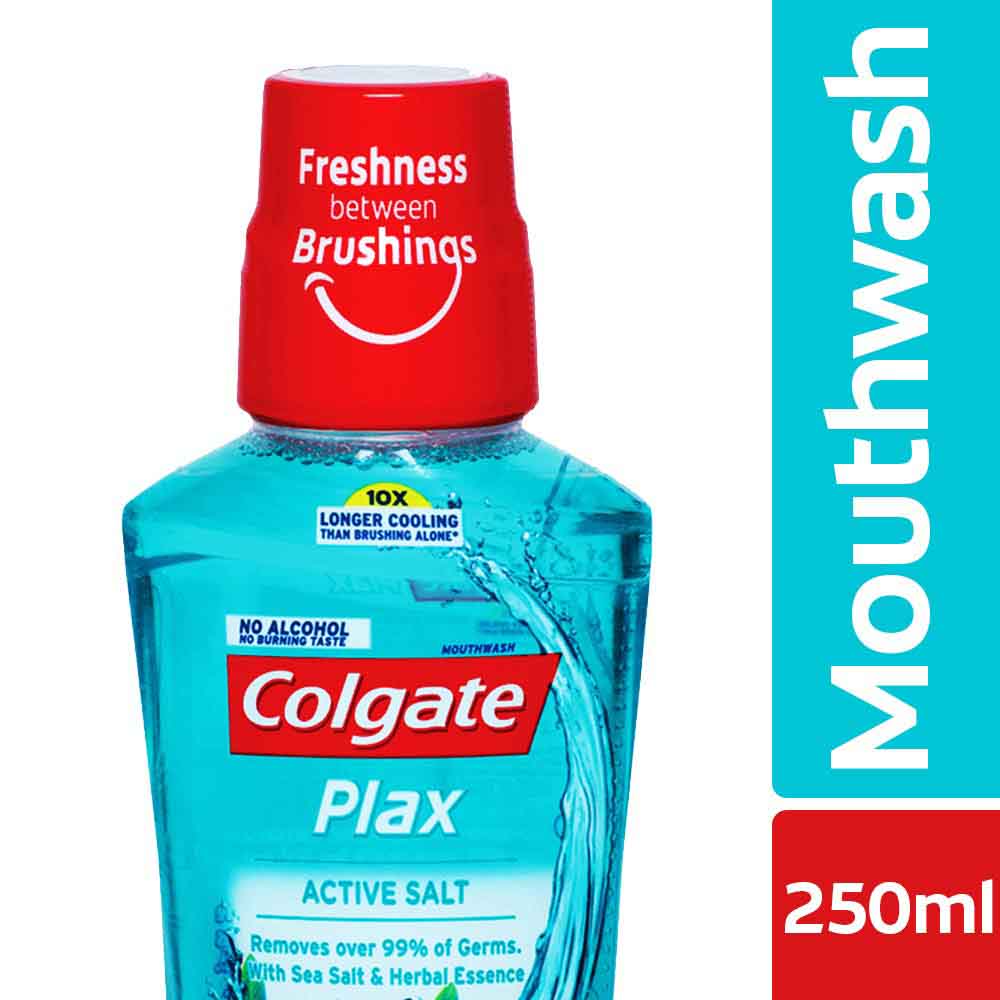 Freshness
between
Brushings
10X
LONGER COOLING
THAN BRUSHING ALONE*
NO ALCOHOL
NO BURNING TASTE
MOUTHWASH
Colgate
Plax
ACTIVE SALT
Removes over 99% of Germs.
With Sea Salt & Herbal Essence
Mouthwash
250ml